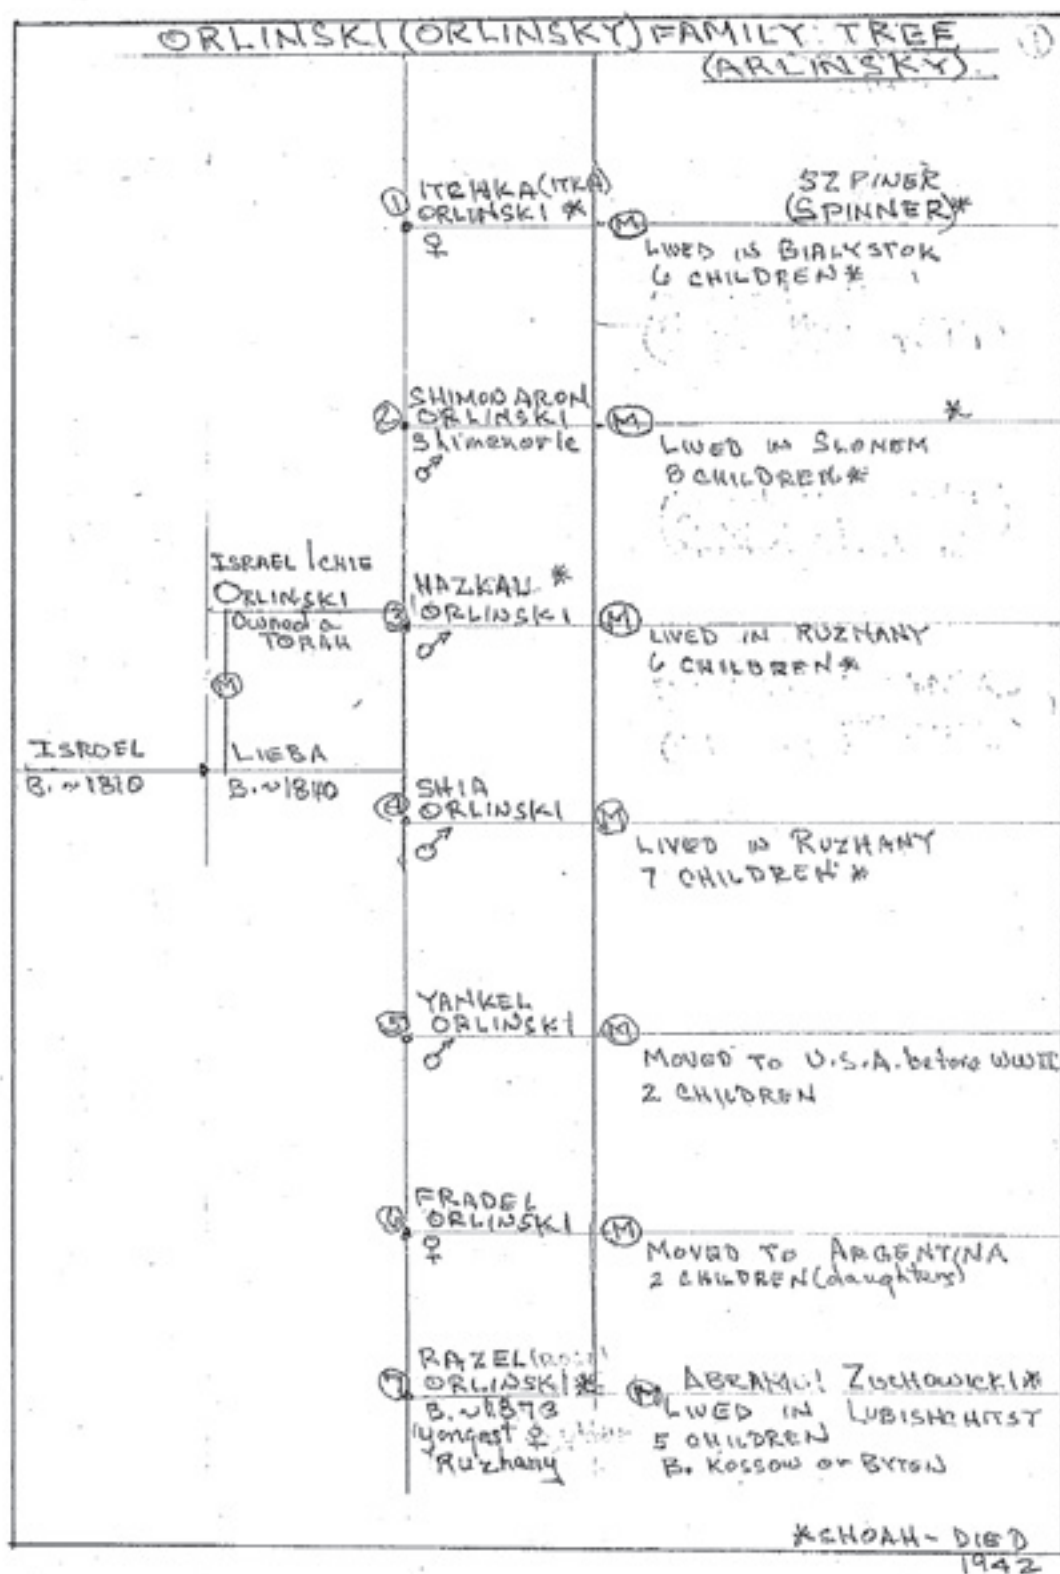 ORLINSKI (ORLINSKY) FAMILY TREE
(ARLINSKY)
①
① ITCHKA (ITKA)
ORLINSKI *
♀
SZPINER
(SPINNER)*
M
LIVED IN BIALYSTOK
6 CHILDREN *
② SHIMON ARON
ORLINSKI
Shimenorle
♂
M *
LIVED IN SLONEM
8 CHILDREN *
ISRAEL ICHIE
ORLINSKI
Owned a
TORAH
M
③ HAZKAU *
ORLINSKI
♂
M
LIVED IN RUZHANY
6 CHILDREN *
ISROEL
B. ~1810
LIEBA
B. ~1840
④ SHIA
ORLINSKI
♂
M
LIVED IN RUZHANY
7 CHILDREN *
⑤ YANKEL
ORLINSKI
♂
M
MOVED TO U.S.A. before WWII
2 CHILDREN
⑥ FRADEL
ORLINSKI
♀
M
MOVED TO ARGENTINA
2 CHILDREN (daughters)
⑦ RAZEL
ORLINSKI *
B. ~1873
Yongest ♀
Ruzhany
M
ZUCHOWICKI *
LIVED IN LUBISHCHITSY
5 CHILDREN
B. KOSSOW or BYTEN
*SHOAH - DIED
1942